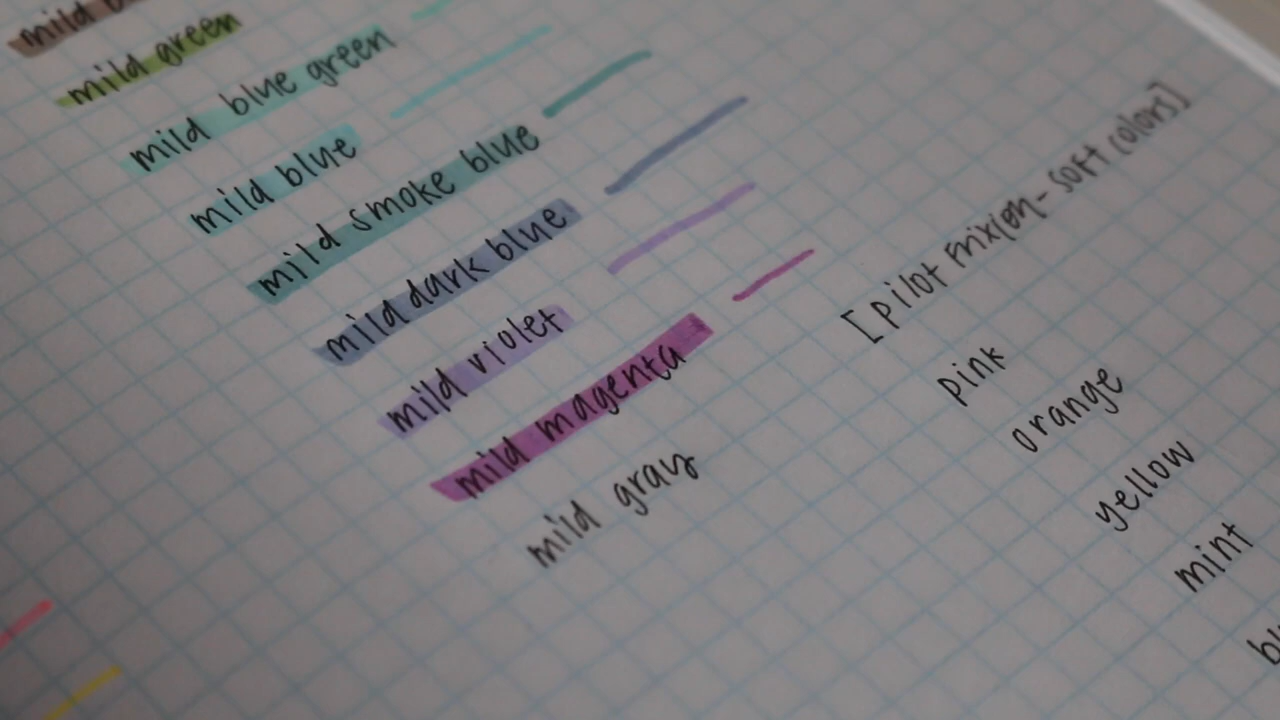 mild
mild green
mild blue green
mild blue
mild smoke blue
mild dark blue
mild violet
mild magenta
mild gray
[pilot frixion - soft colors]
pink
orange
yellow
mint